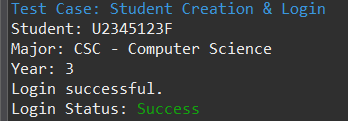 Test Case: Student Creation & Login
Student: U2345123F
Major: CSC - Computer Science
Year: 3
Login successful.
Login Status: Success